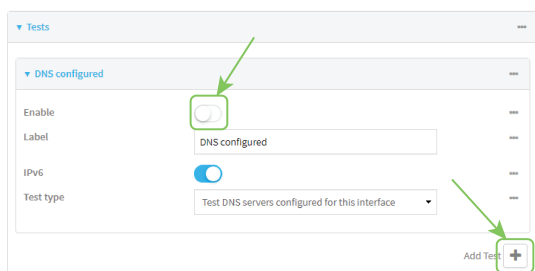 Tests
DNS configured
Enable
Label
DNS configured
IPv6
Test type
Test DNS servers configured for this interface
Add Test